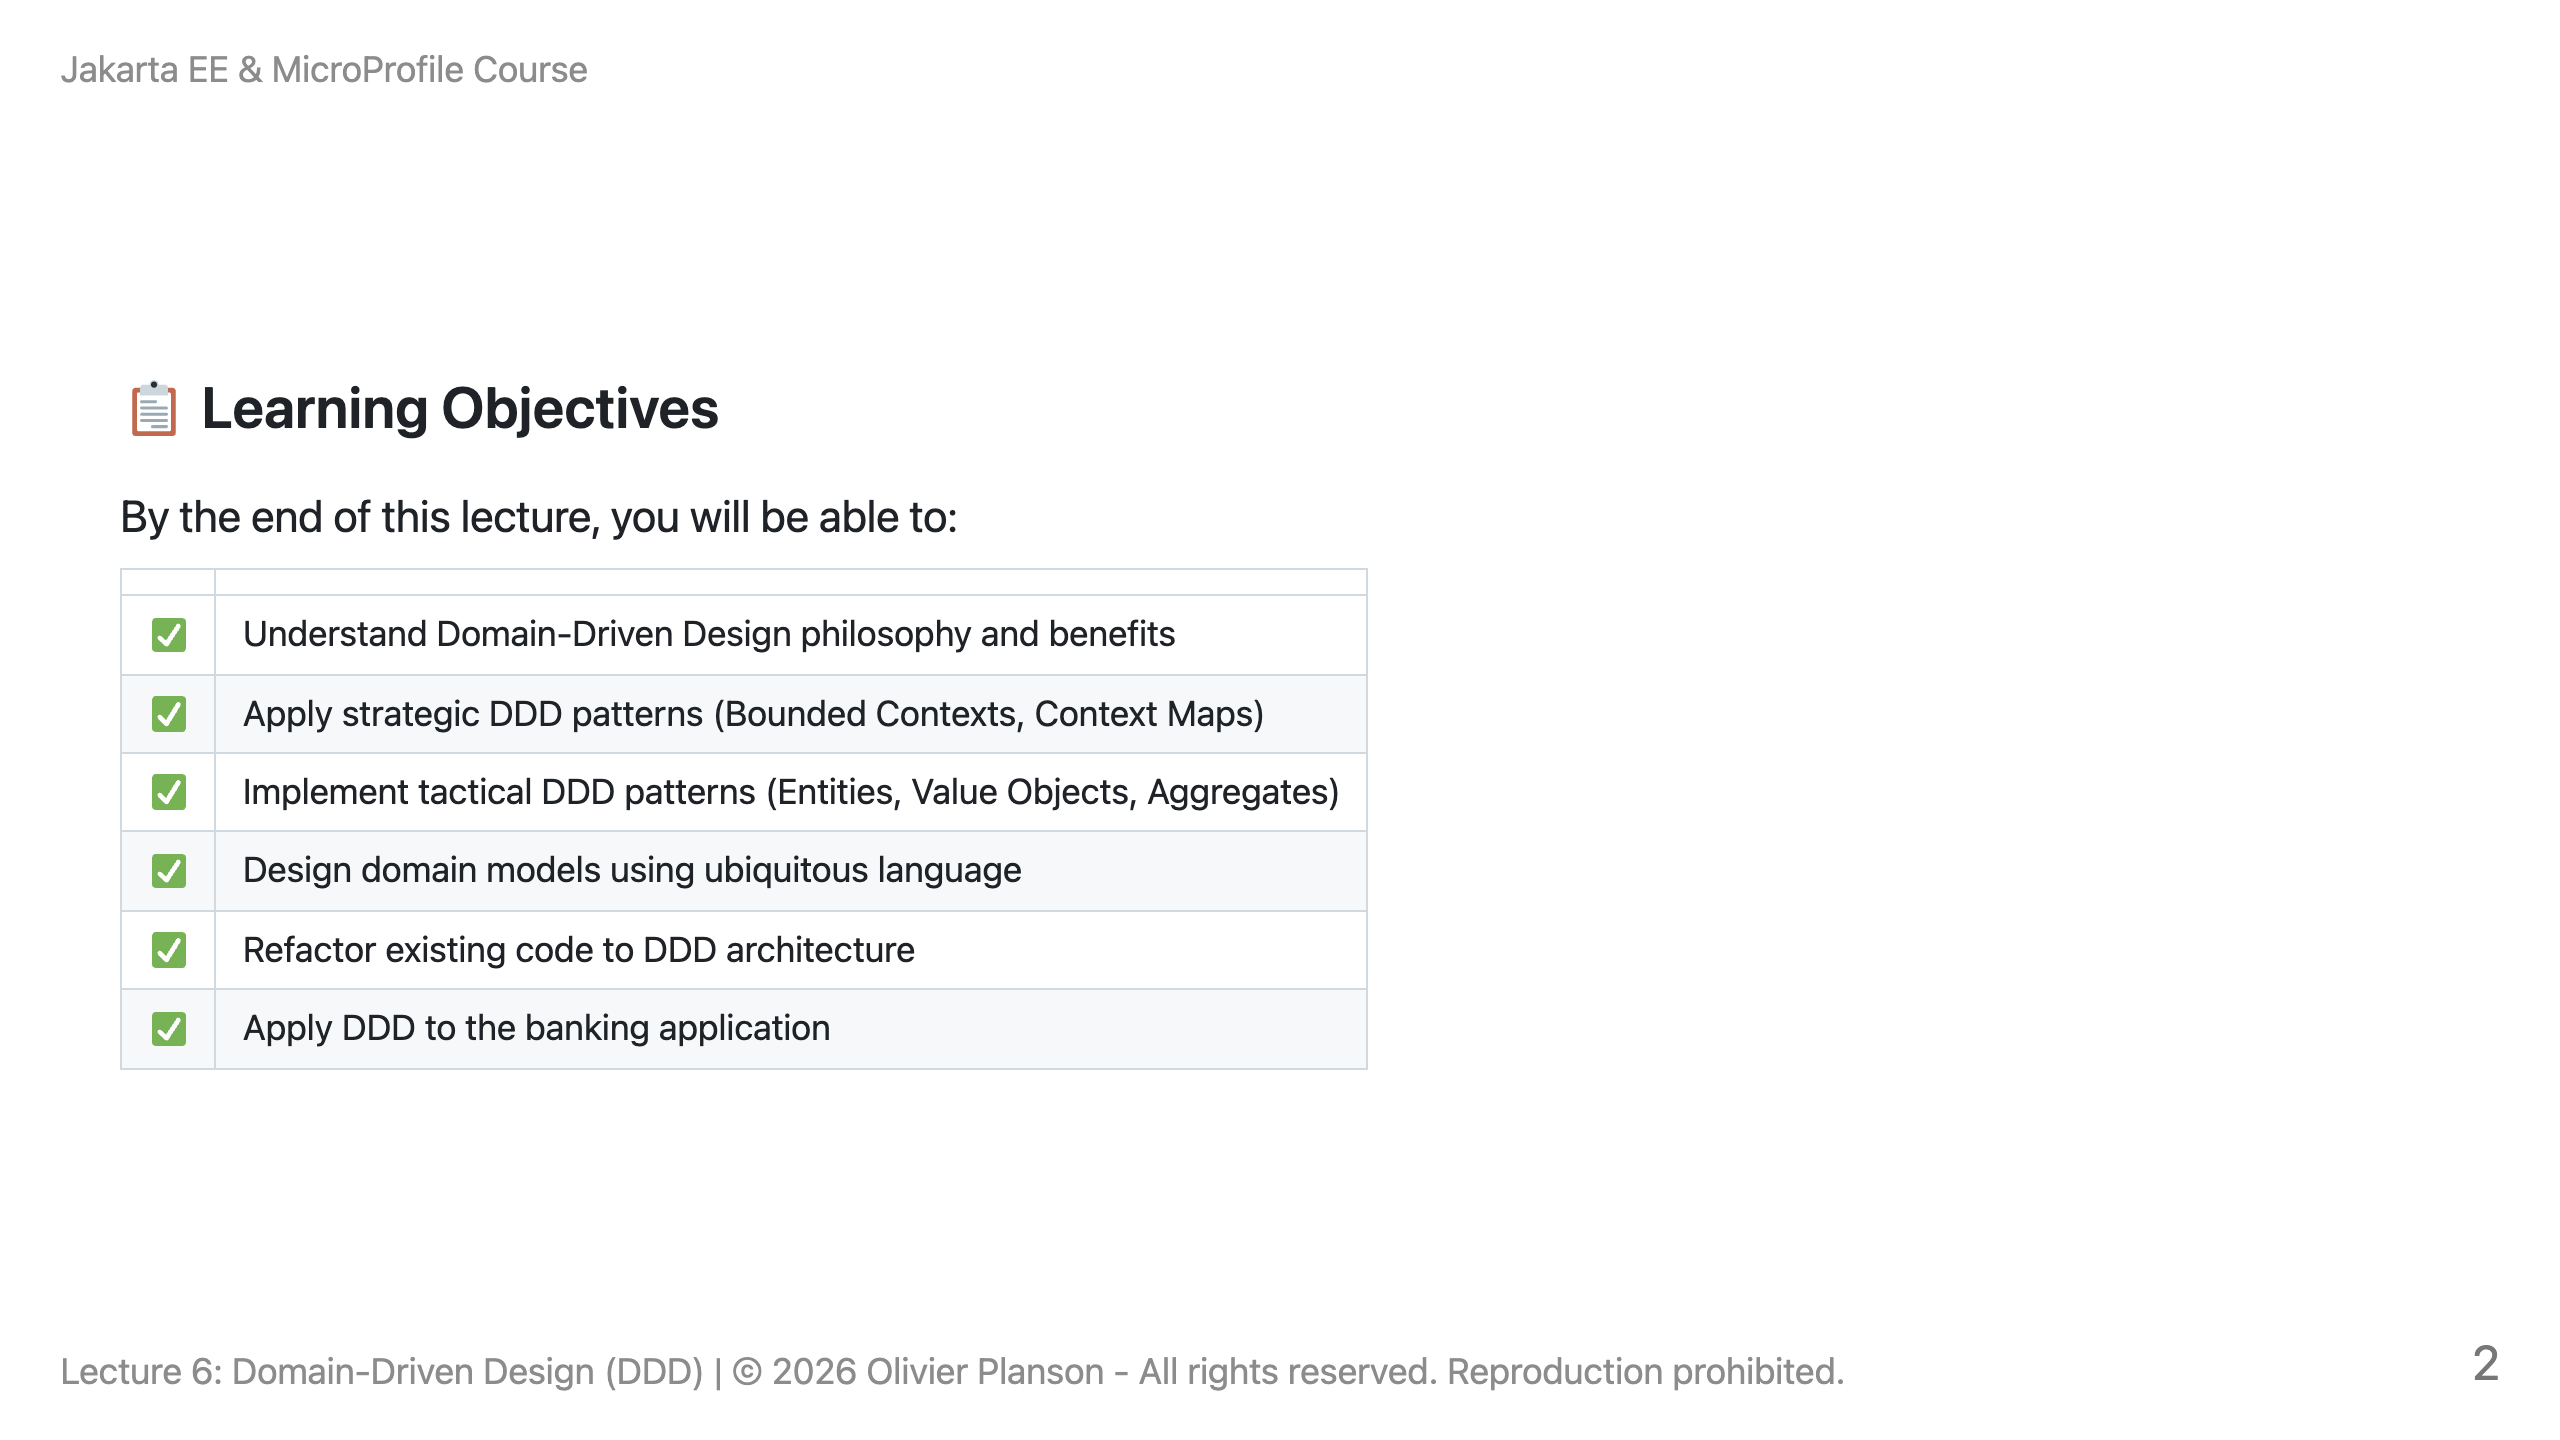 Jakarta EE & MicroProfile Course
📋 Learning Objectives
By the end of this lecture, you will be able to:
✅ Understand Domain-Driven Design philosophy and benefits
✅ Apply strategic DDD patterns (Bounded Contexts, Context Maps)
✅ Implement tactical DDD patterns (Entities, Value Objects, Aggregates)
✅ Design domain models using ubiquitous language
✅ Refactor existing code to DDD architecture
✅ Apply DDD to the banking application
Lecture 6: Domain-Driven Design (DDD) | © 2026 Olivier Planson - All rights reserved. Reproduction prohibited.
2